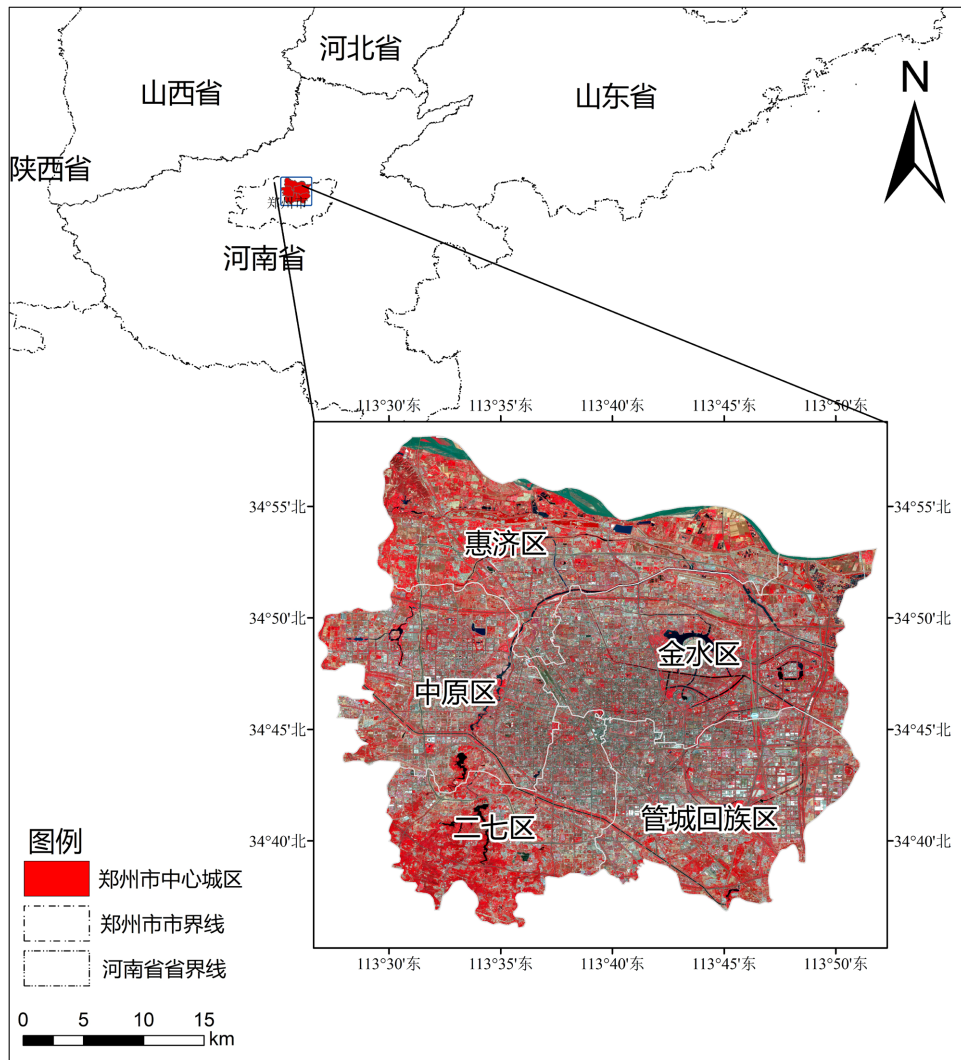 河北省
山西省
山东省
N
陕西省
郑州市
河南省
113°30'东 113°35'东 113°40'东 113°45'东 113°50'东
34°55'北 34°55'北
惠济区
34°50'北 34°50'北
金水区
中原区
34°45'北 34°45'北
二七区 管城回族区
34°40'北 34°40'北
113°30'东 113°35'东 113°40'东 113°45'东 113°50'东
图例
郑州市中心城区
郑州市市界线
河南省省界线
0 5 10 15
km